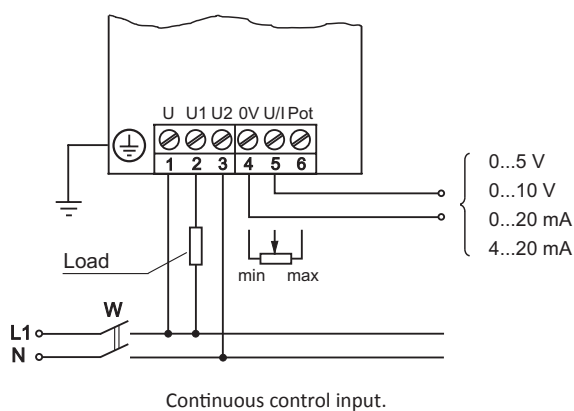 U U1 U2 0V U/I Pot
1 2 3 4 5 6
0...5 V
0...10 V
0...20 mA
4...20 mA
Load
min max
W
L1
N
Continuous control input.